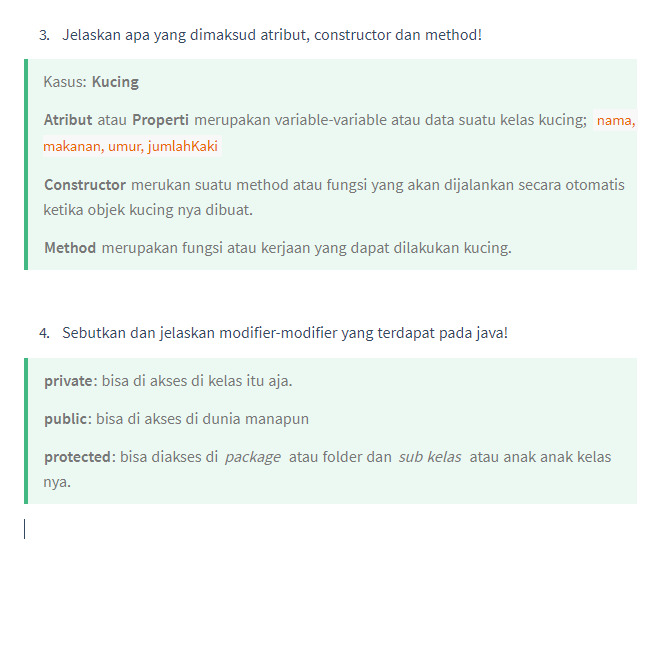 3. Jelaskan apa yang dimaksud atribut, constructor dan method!
Kasus: Kucing
Atribut atau Properti merupakan variable-variable atau data suatu kelas kucing; nama,
makanan, umur, jumlahKaki
Constructor merukan suatu method atau fungsi yang akan dijalankan secara otomatis
ketika objek kucing nya dibuat.
Method merupakan fungsi atau kerjaan yang dapat dilakukan kucing.
4. Sebutkan dan jelaskan modifier-modifier yang terdapat pada java!
private: bisa di akses di kelas itu aja.
public: bisa di akses di dunia manapun
protected: bisa diakses di package atau folder dan sub kelas atau anak anak kelas
nya.